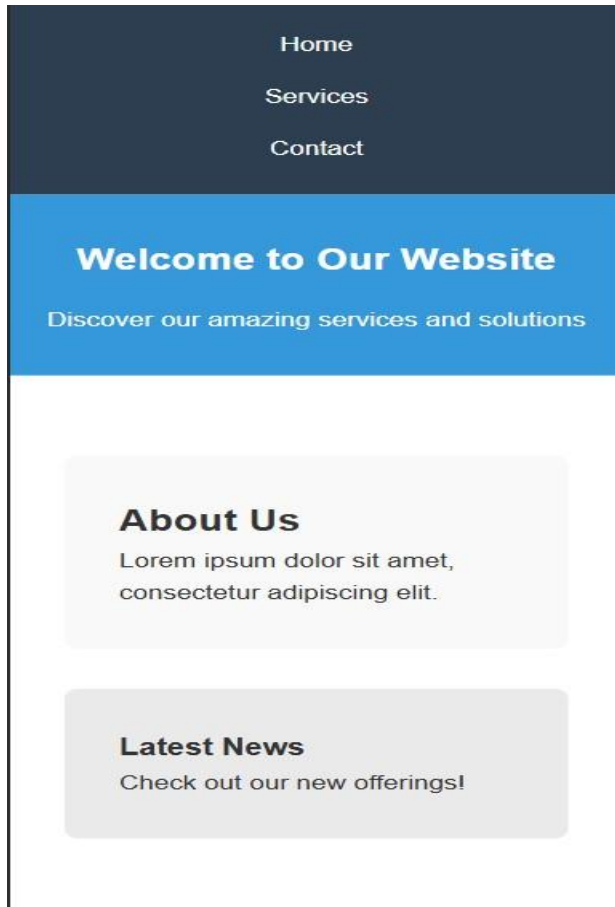 Home
Services
Contact
Welcome to Our Website
Discover our amazing services and solutions
About Us
Lorem ipsum dolor sit amet,
consectetur adipiscing elit.
Latest News
Check out our new offerings!